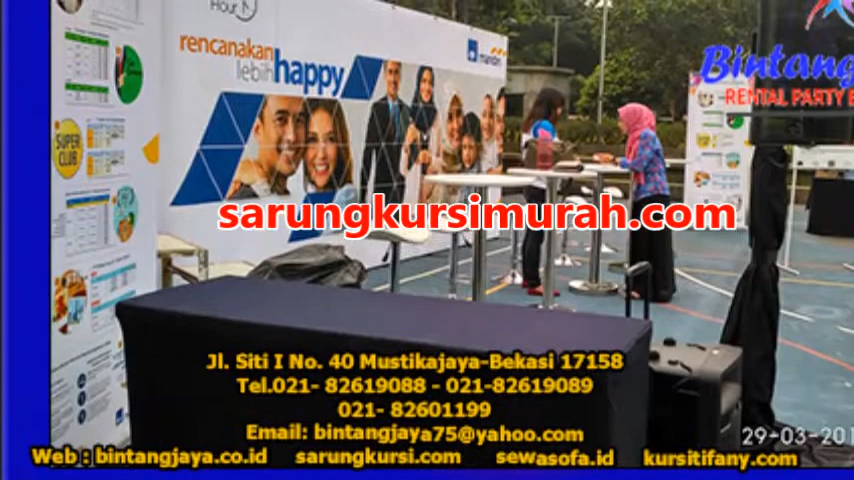 Hour
rencanakan
lebih happy
AXA mandiri
SUPER
CLUB
Bintang
RENTAL PARTY E
sarungkursimurah.com
Jl. Siti I No. 40 Mustikajaya-Bekasi 17158
Tel.021- 82619088 - 021-82619089
021- 82601199
Email: bintangjaya75@yahoo.com
29-03-201
Web : bintangjaya.co.id sarungkursi.com sewasofa.id kursitifany.com